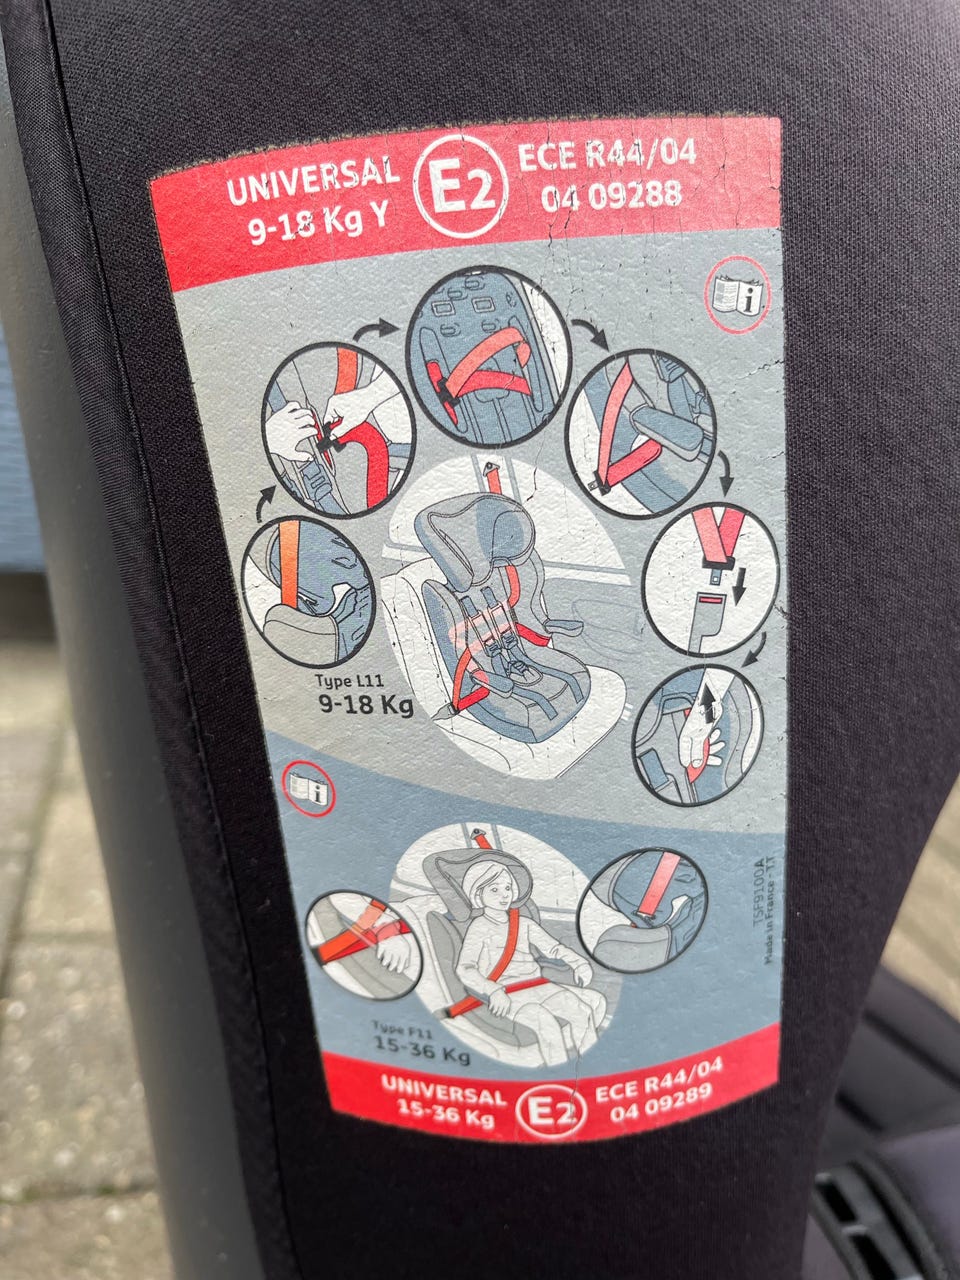 UNIVERSAL
9-18 Kg Y
E2
ECE R44/04
04 09288
i
Type L11
9-18 Kg
i
TSF9100A
Made in France - TT
Type F11
15-36 Kg
UNIVERSAL
15-36 Kg
E2
ECE R44/04
04 09289